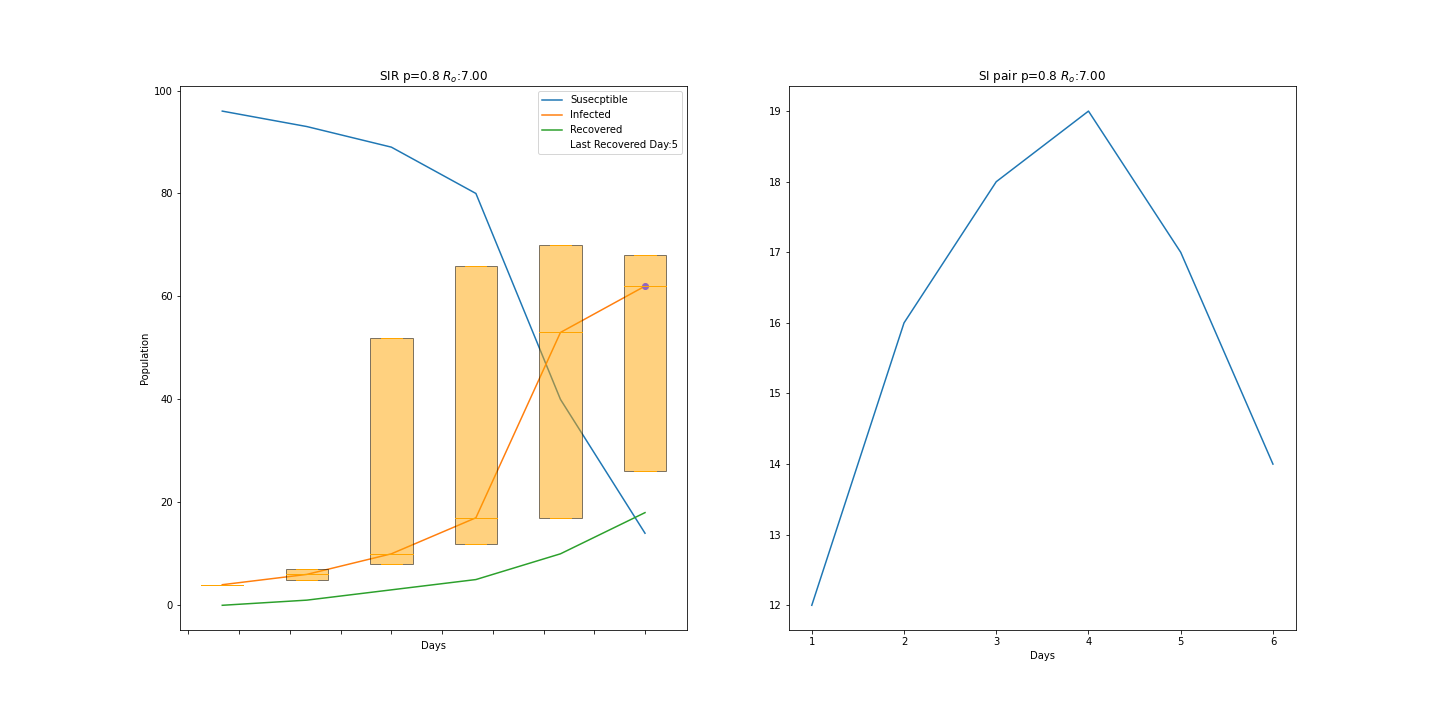 SIR p=0.8 Rₒ:7.00
100
80
60
40
20
0
Population
Susecptible
Infected
Recovered
Last Recovered Day:5
Days
SI pair p=0.8 Rₒ:7.00
19
18
17
16
15
14
13
12
1 2 3 4 5 6
Days